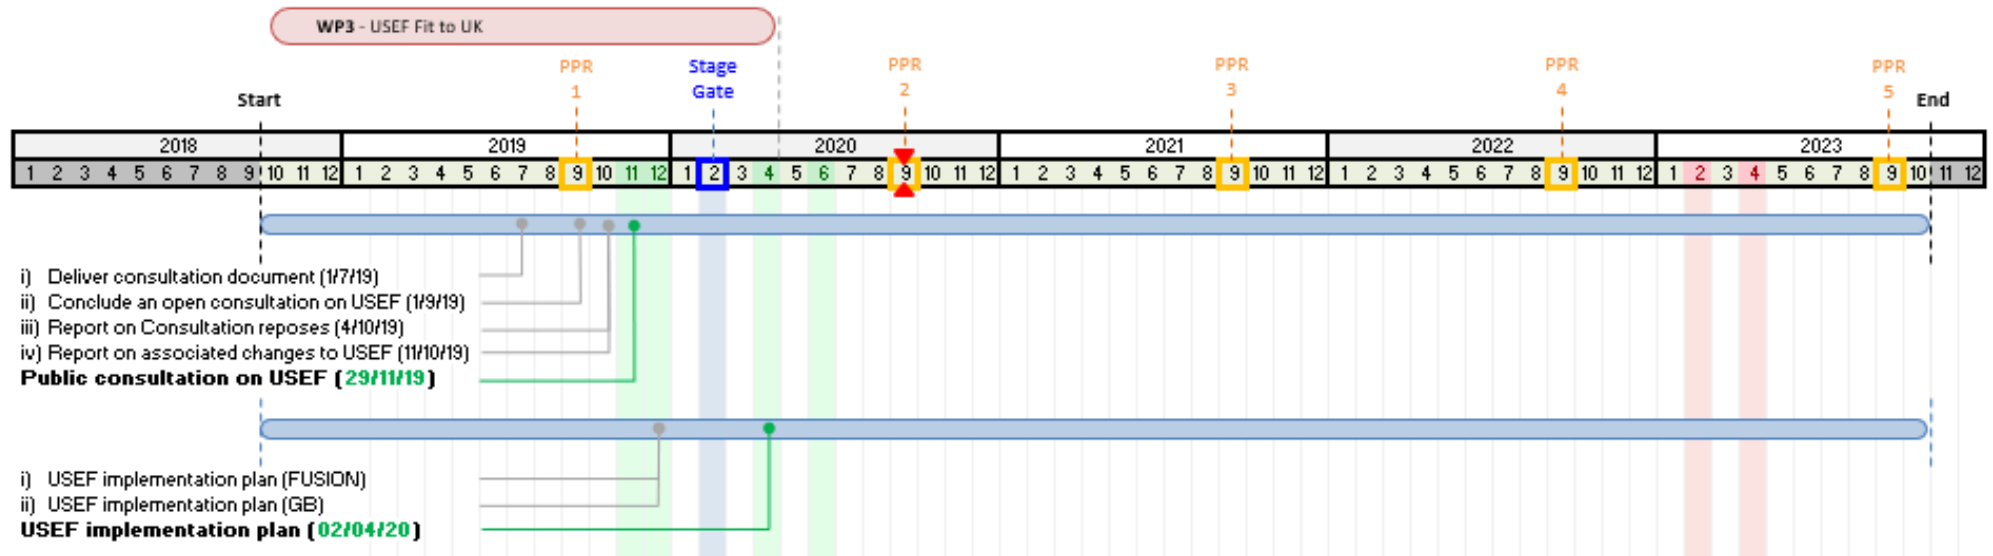 WP3 - USEF Fit to UK
PPR 1
Stage Gate
PPR 2
PPR 3
PPR 4
PPR 5
Start
End
2018 2019 2020 2021 2022 2023
1 2 3 4 5 6 7 8 9 10 11 12 1 2 3 4 5 6 7 8 9 10 11 12 1 2 3 4 5 6 7 8 9 10 11 12 1 2 3 4 5 6 7 8 9 10 11 12 1 2 3 4 5 6 7 8 9 10 11 12 1 2 3 4 5 6 7 8 9 10 11 12
i) Deliver consultation document (1/7/19)
ii) Conclude an open consultation on USEF (1/9/19)
iii) Report on Consultation reposes (4/10/19)
iv) Report on associated changes to USEF (11/10/19)
Public consultation on USEF (29/11/19)
i) USEF implementation plan (FUSION)
ii) USEF implementation plan (GB)
USEF implementation plan (02/04/20)